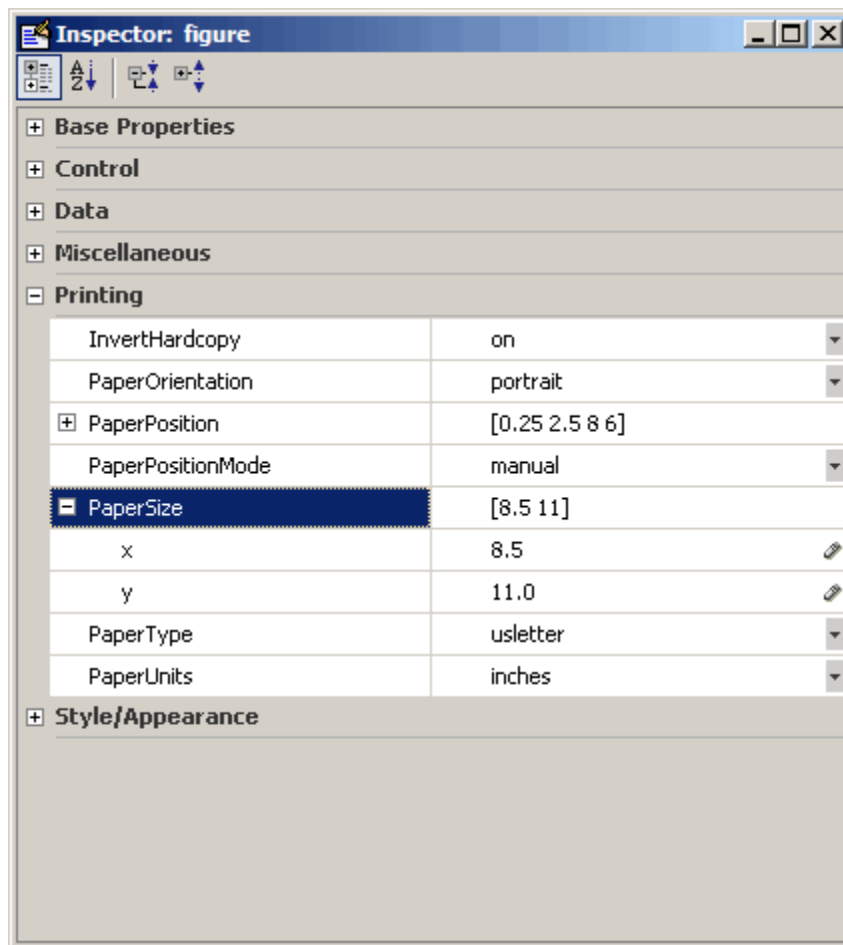 Inspector: figure
A Z
Base Properties
Control
Data
Miscellaneous
Printing
InvertHardcopy on
PaperOrientation portrait
PaperPosition [0.25 2.5 8 6]
PaperPositionMode manual
PaperSize [8.5 11]
x 8.5
y 11.0
PaperType usletter
PaperUnits inches
Style/Appearance